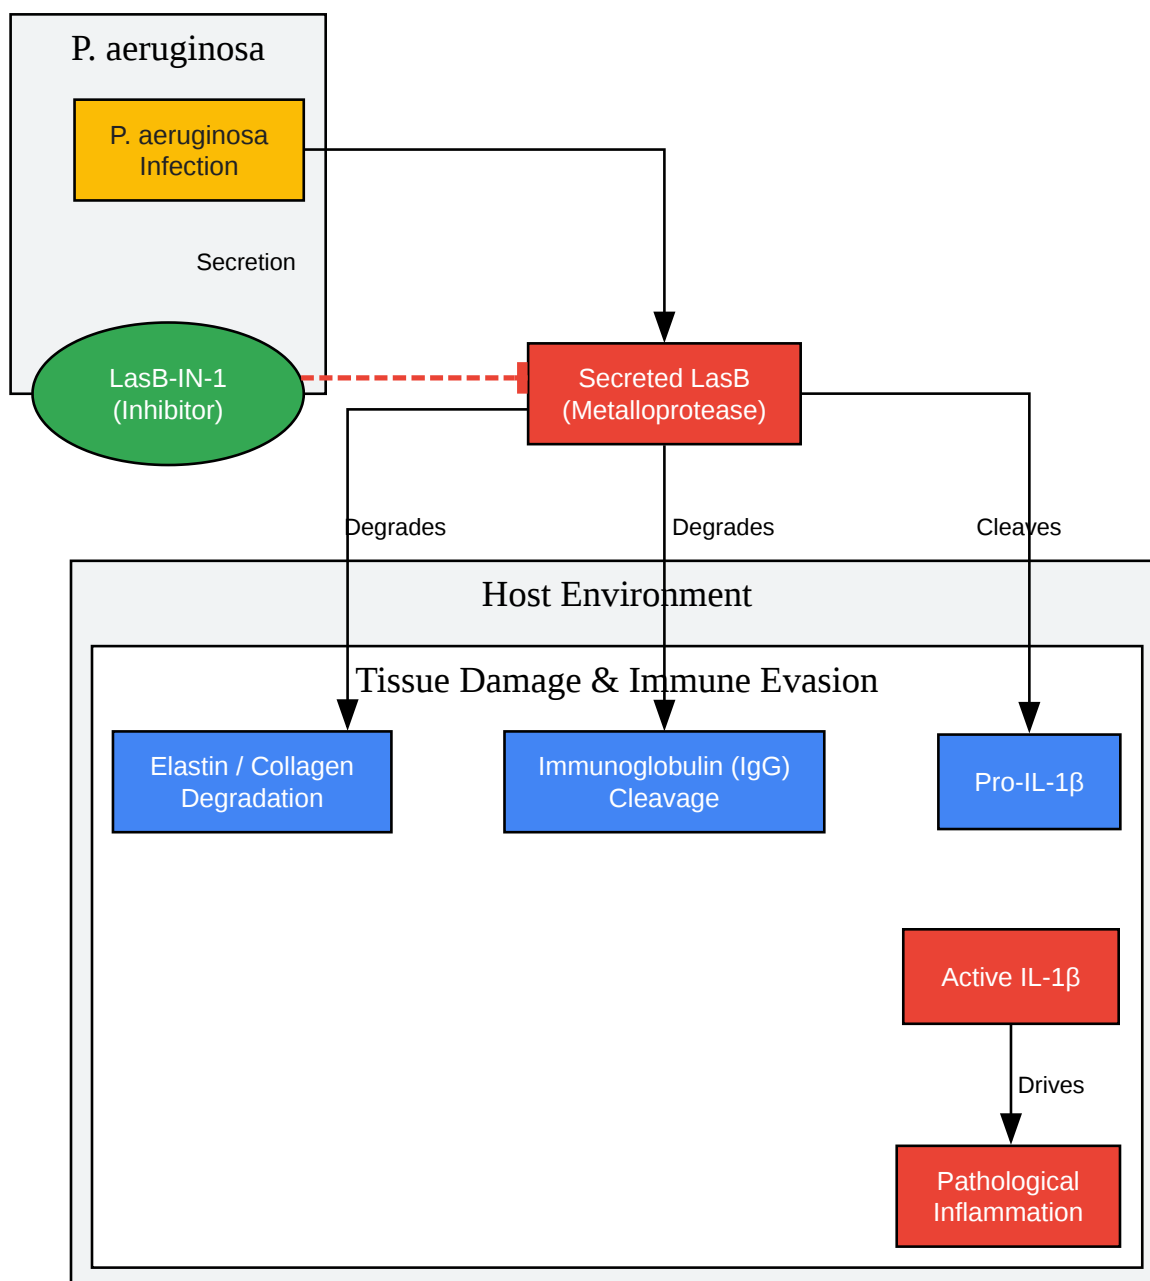 P. aeruginosa
P. aeruginosa
Infection
Secretion
LasB-IN-1
(Inhibitor)
Secreted LasB
(Metalloprotease)
Degrades
Degrades
Cleaves
Host Environment
Tissue Damage & Immune Evasion
Elastin / Collagen
Degradation
Immunoglobulin (IgG)
Cleavage
Pro-IL-1β
Active IL-1β
Drives
Pathological
Inflammation